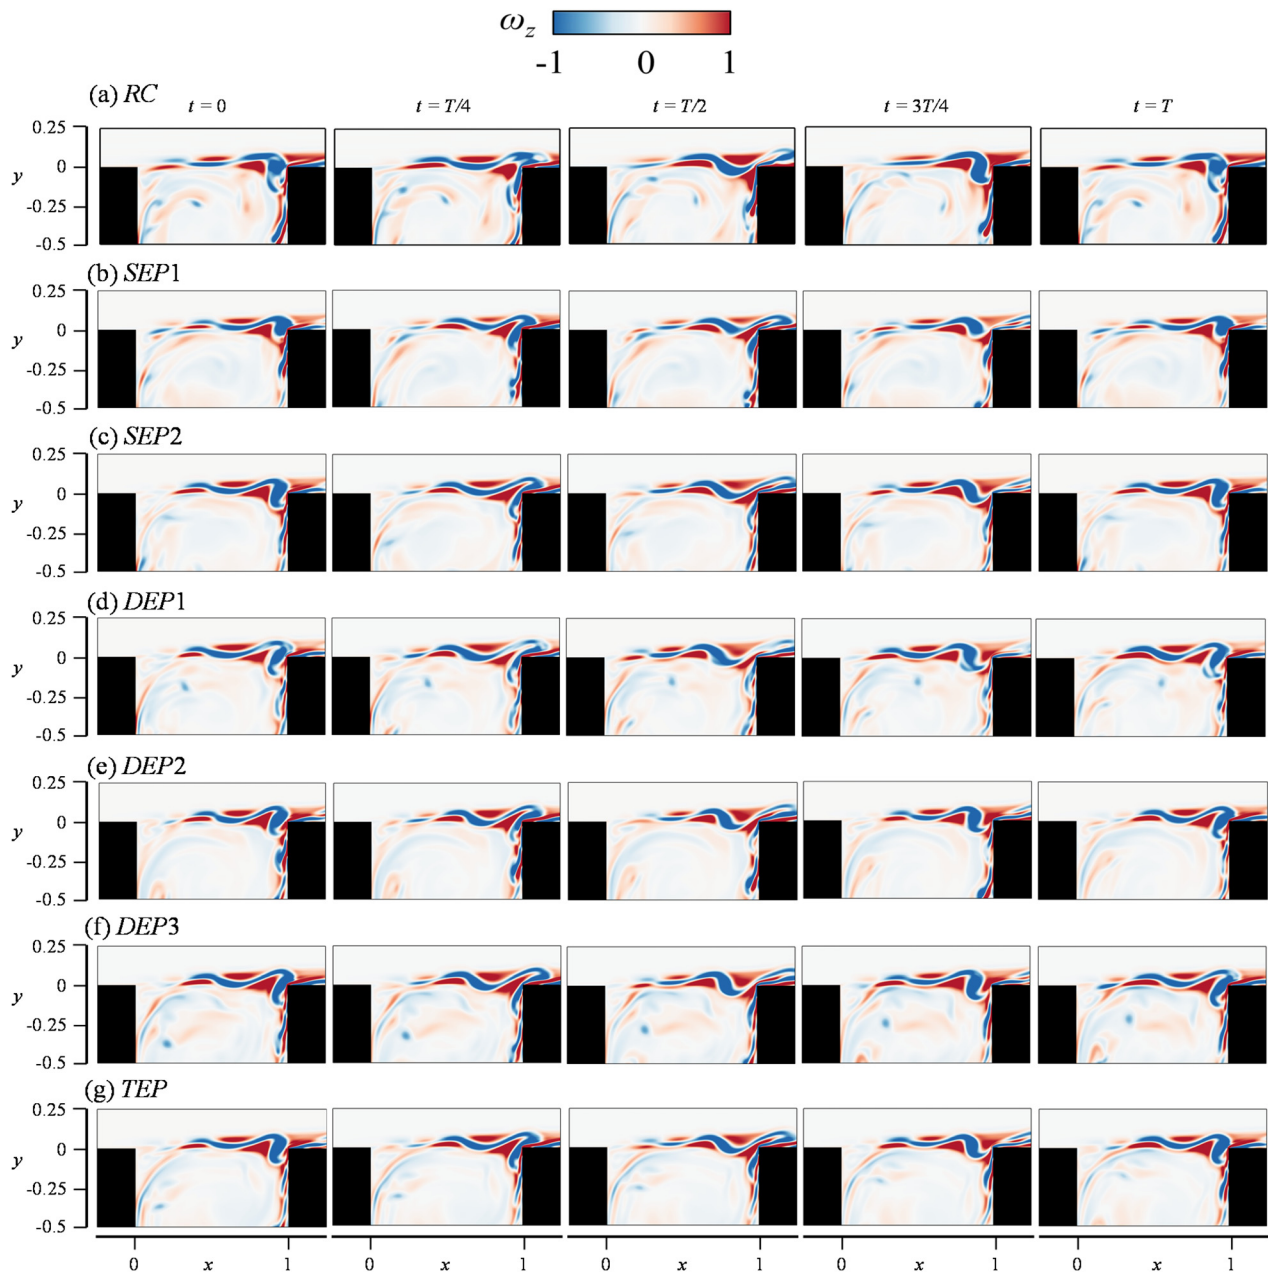 ω_z
-1 0 1
(a) RC
t = 0 t = T/4 t = T/2 t = 3T/4 t = T
0.25
0
y
-0.25
-0.5
(b) SEP1
0.25
0
y
-0.25
-0.5
(c) SEP2
0.25
0
y
-0.25
-0.5
(d) DEP1
0.25
0
y
-0.25
-0.5
(e) DEP2
0.25
0
y
-0.25
-0.5
(f) DEP3
0.25
0
y
-0.25
-0.5
(g) TEP
0.25
0
y
-0.25
-0.5
0 x 1 0 x 1 0 x 1 0 x 1 0 x 1